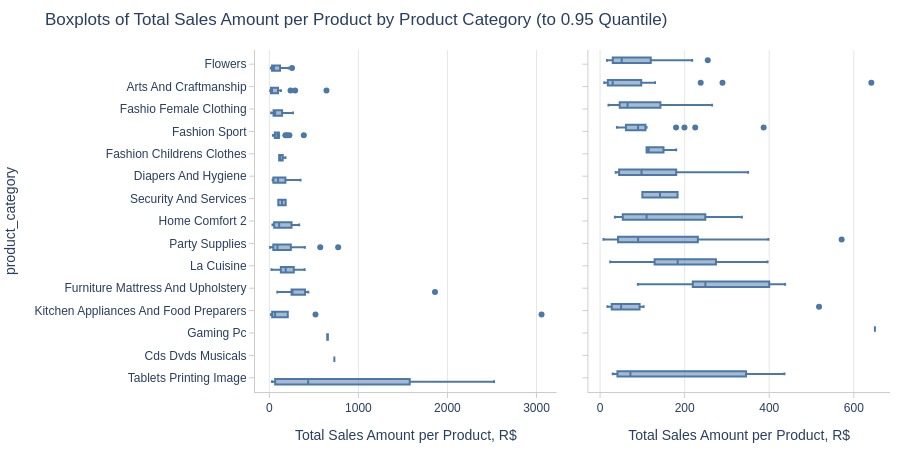 Boxplots of Total Sales Amount per Product by Product Category (to 0.95 Quantile)
product_category
Flowers
Arts And Craftmanship
Fashio Female Clothing
Fashion Sport
Fashion Childrens Clothes
Diapers And Hygiene
Security And Services
Home Comfort 2
Party Supplies
La Cuisine
Furniture Mattress And Upholstery
Kitchen Appliances And Food Preparers
Gaming Pc
Cds Dvds Musicals
Tablets Printing Image
0 1000 2000 3000
0 200 400 600
Total Sales Amount per Product, R$
Total Sales Amount per Product, R$